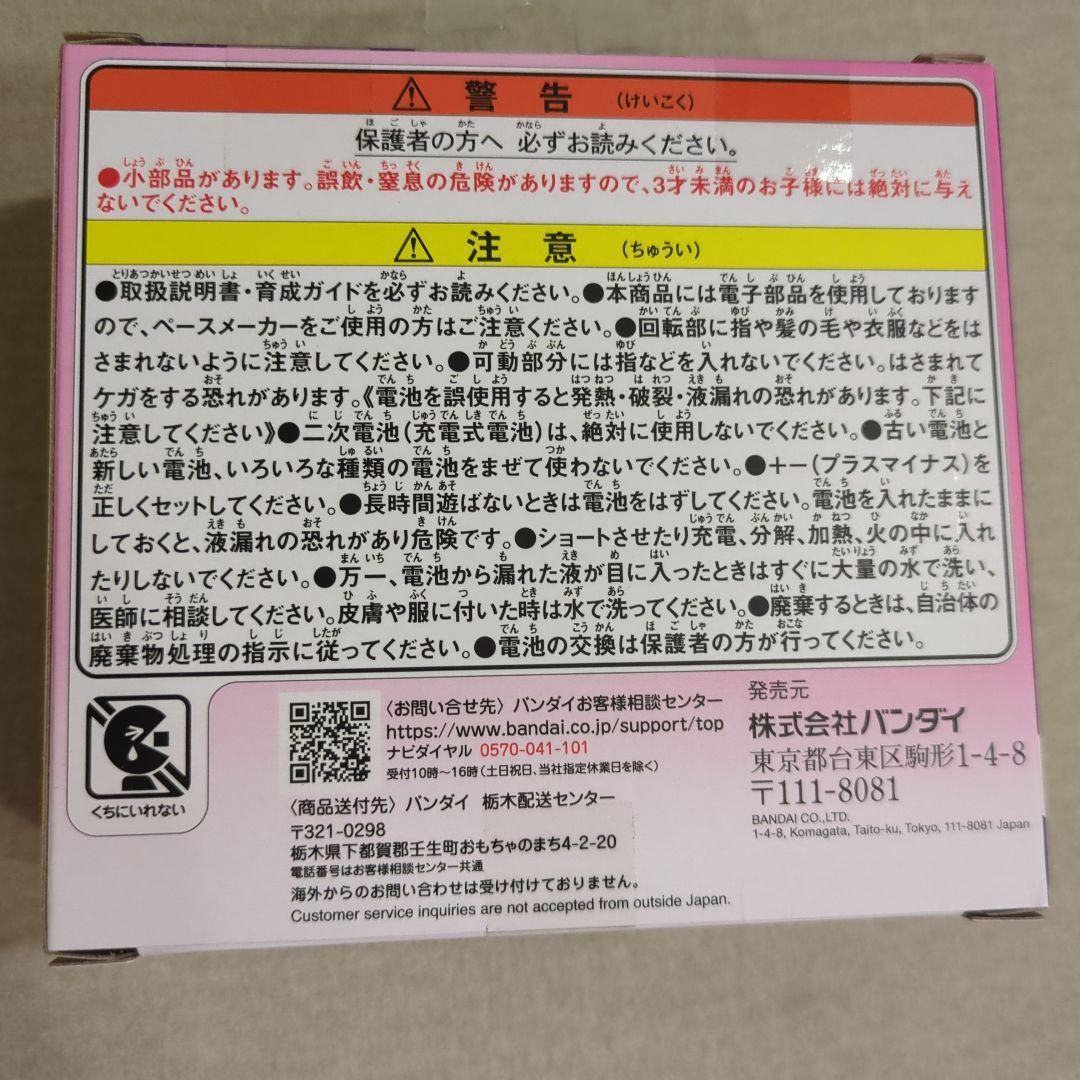 警告 (けいこく)
保護者の方へ 必ずお読みください。
●小部品があります。誤飲・窒息の危険がありますので、3才未満のお子様には絶対に与え
ないでください。
注意 (ちゅうい)
●取扱説明書・育成ガイドを必ずお読みください。●本商品には電子部品を使用しております
ので、ペースメーカーをご使用の方はご注意ください。●回転部に指や髪の毛や衣服などをは
さまれないように注意してください。●可動部分には指などを入れないでください。はさまれて
ケガをする恐れがあります。《電池を誤使用すると発熱・破裂・液漏れの恐れがあります。下記に
注意してください》●二次電池(充電式電池)は、絶対に使用しないでください。●古い電池と
新しい電池、いろいろな種類の電池をまぜて使わないでください。●+-(プラスマイナス)を
正しくセットしてください。●長時間遊ばないときは電池をはずしてください。電池を入れたままに
しておくと、液漏れの恐れがあり危険です。●ショートさせたり充電、分解、加熱、火の中に入れ
たりしないでください。●万一、電池から漏れた液が目に入ったときはすぐに大量の水で洗い、
医師に相談してください。皮膚や服に付いた時は水で洗ってください。●廃棄するときは、自治体の
廃棄物処理の指示に従ってください。●電池の交換は保護者の方が行ってください。
くちにいれない
〈お問い合せ先〉バンダイお客様相談センター
https://www.bandai.co.jp/support/top
ナビダイヤル 0570-041-101
受付10時〜16時(土日祝日、当社指定休業日を除く)
〈商品送付先〉バンダイ 栃木配送センター
〒321-0298
栃木県下都賀郡壬生町おもちゃのまち4-2-20
電話番号はお客様相談センター共通
海外からのお問い合わせは受け付けておりません。
Customer service inquiries are not accepted from outside Japan.
発売元
株式会社バンダイ
東京都台東区駒形1-4-8
〒111-8081
BANDAI CO.,LTD.
1-4-8, Komagata, Taito-ku, Tokyo, 111-8081 Japan